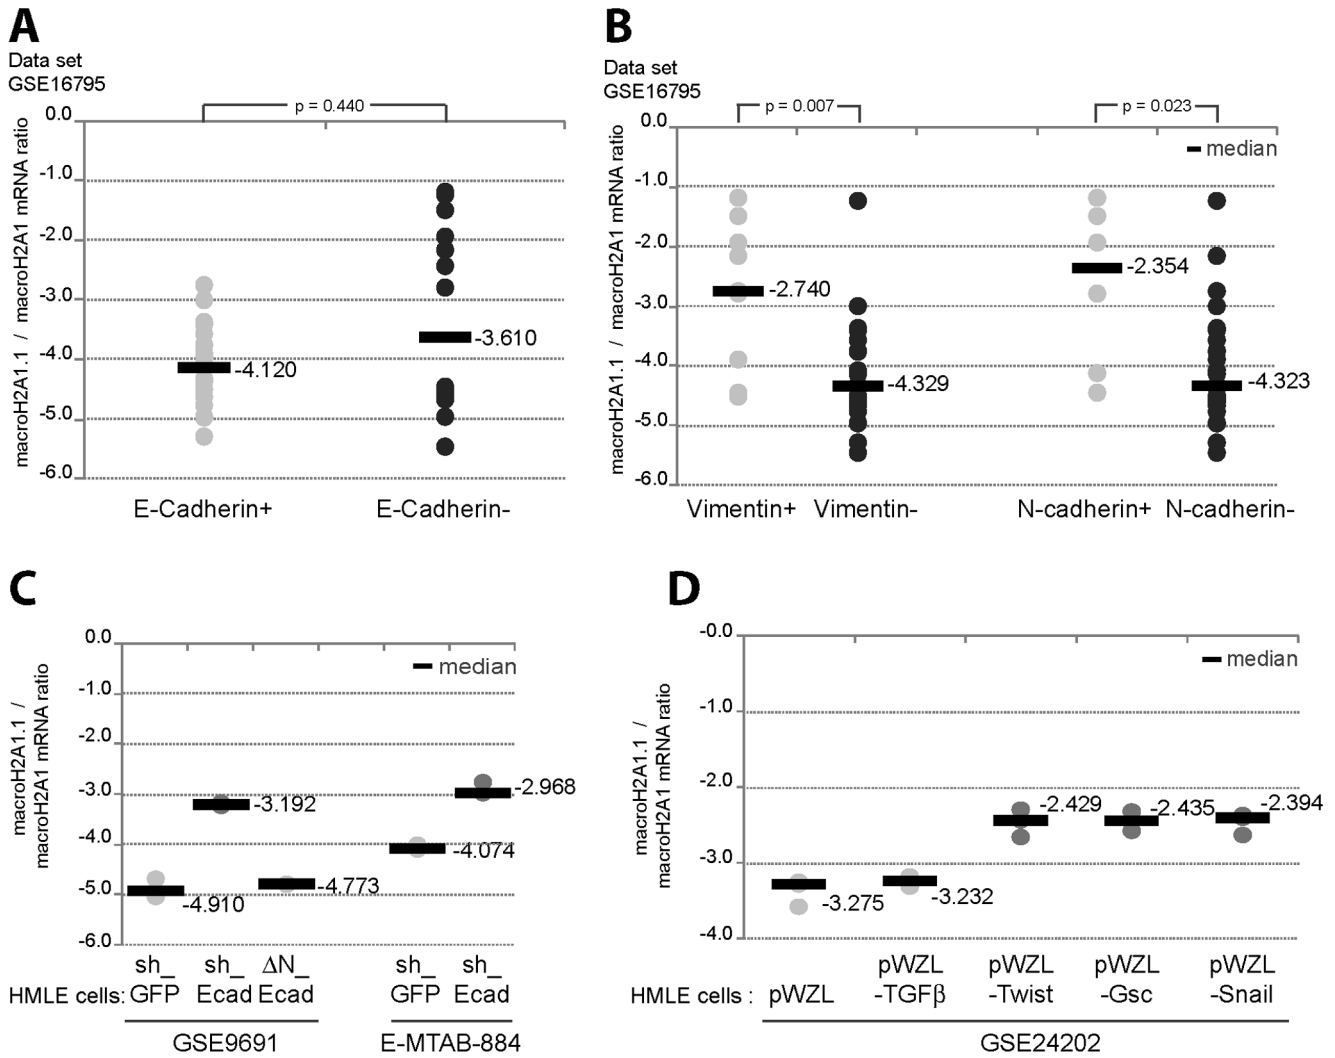 A
Data set
GSE16795
p = 0.440
0.0
-1.0
-2.0
-3.0
-4.0
-5.0
-6.0
macroH2A1.1 / macroH2A1 mRNA ratio
-4.120
-3.610
E-Cadherin+ E-Cadherin-
B
Data set
GSE16795
p = 0.007 p = 0.023
0.0
-1.0
-2.0
-3.0
-4.0
-5.0
-6.0
macroH2A1.1 / macroH2A1 mRNA ratio
median
-2.740
-4.329
-2.354
-4.323
Vimentin+ Vimentin- N-cadherin+ N-cadherin-
C
0.0
-1.0
-2.0
-3.0
-4.0
-5.0
-6.0
macroH2A1.1 /
macroH2A1 mRNA ratio
median
-4.910
-3.192
-4.773
-4.074
-2.968
sh_ sh_ ΔN_ sh_ sh_
HMLE cells: GFP Ecad Ecad GFP Ecad
GSE9691 E-MTAB-884
D
-0.0
-1.0
-2.0
-3.0
-4.0
macroH2A1.1 /
macroH2A1 mRNA ratio
median
-3.275
-3.232
-2.429
-2.435
-2.394
pWZL pWZL pWZL pWZL
HMLE cells : pWZL -TGFβ -Twist -Gsc -Snail
GSE24202